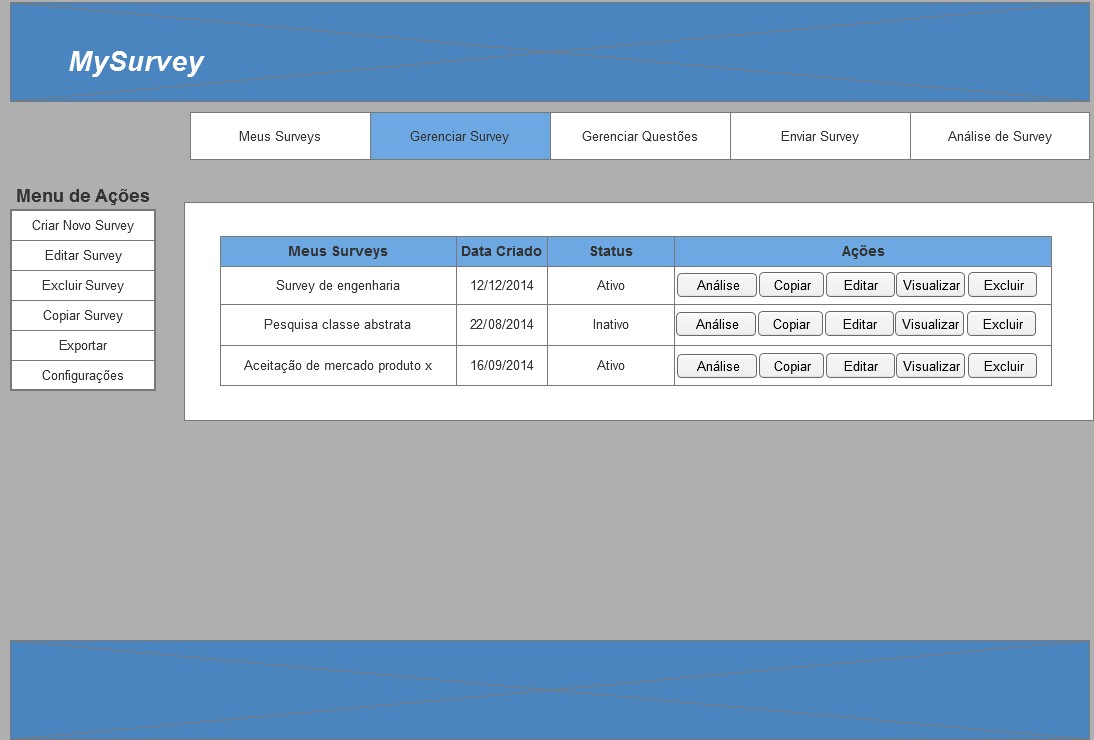 MySurvey
Meus Surveys Gerenciar Survey Gerenciar Questões Enviar Survey Análise de Survey
Menu de Ações
Criar Novo Survey
Editar Survey
Excluir Survey
Copiar Survey
Exportar
Configurações
Meus Surveys Data Criado Status Ações
Survey de engenharia 12/12/2014 Ativo Análise Copiar Editar Visualizar Excluir
Pesquisa classe abstrata 22/08/2014 Inativo Análise Copiar Editar Visualizar Excluir
Aceitação de mercado produto x 16/09/2014 Ativo Análise Copiar Editar Visualizar Excluir